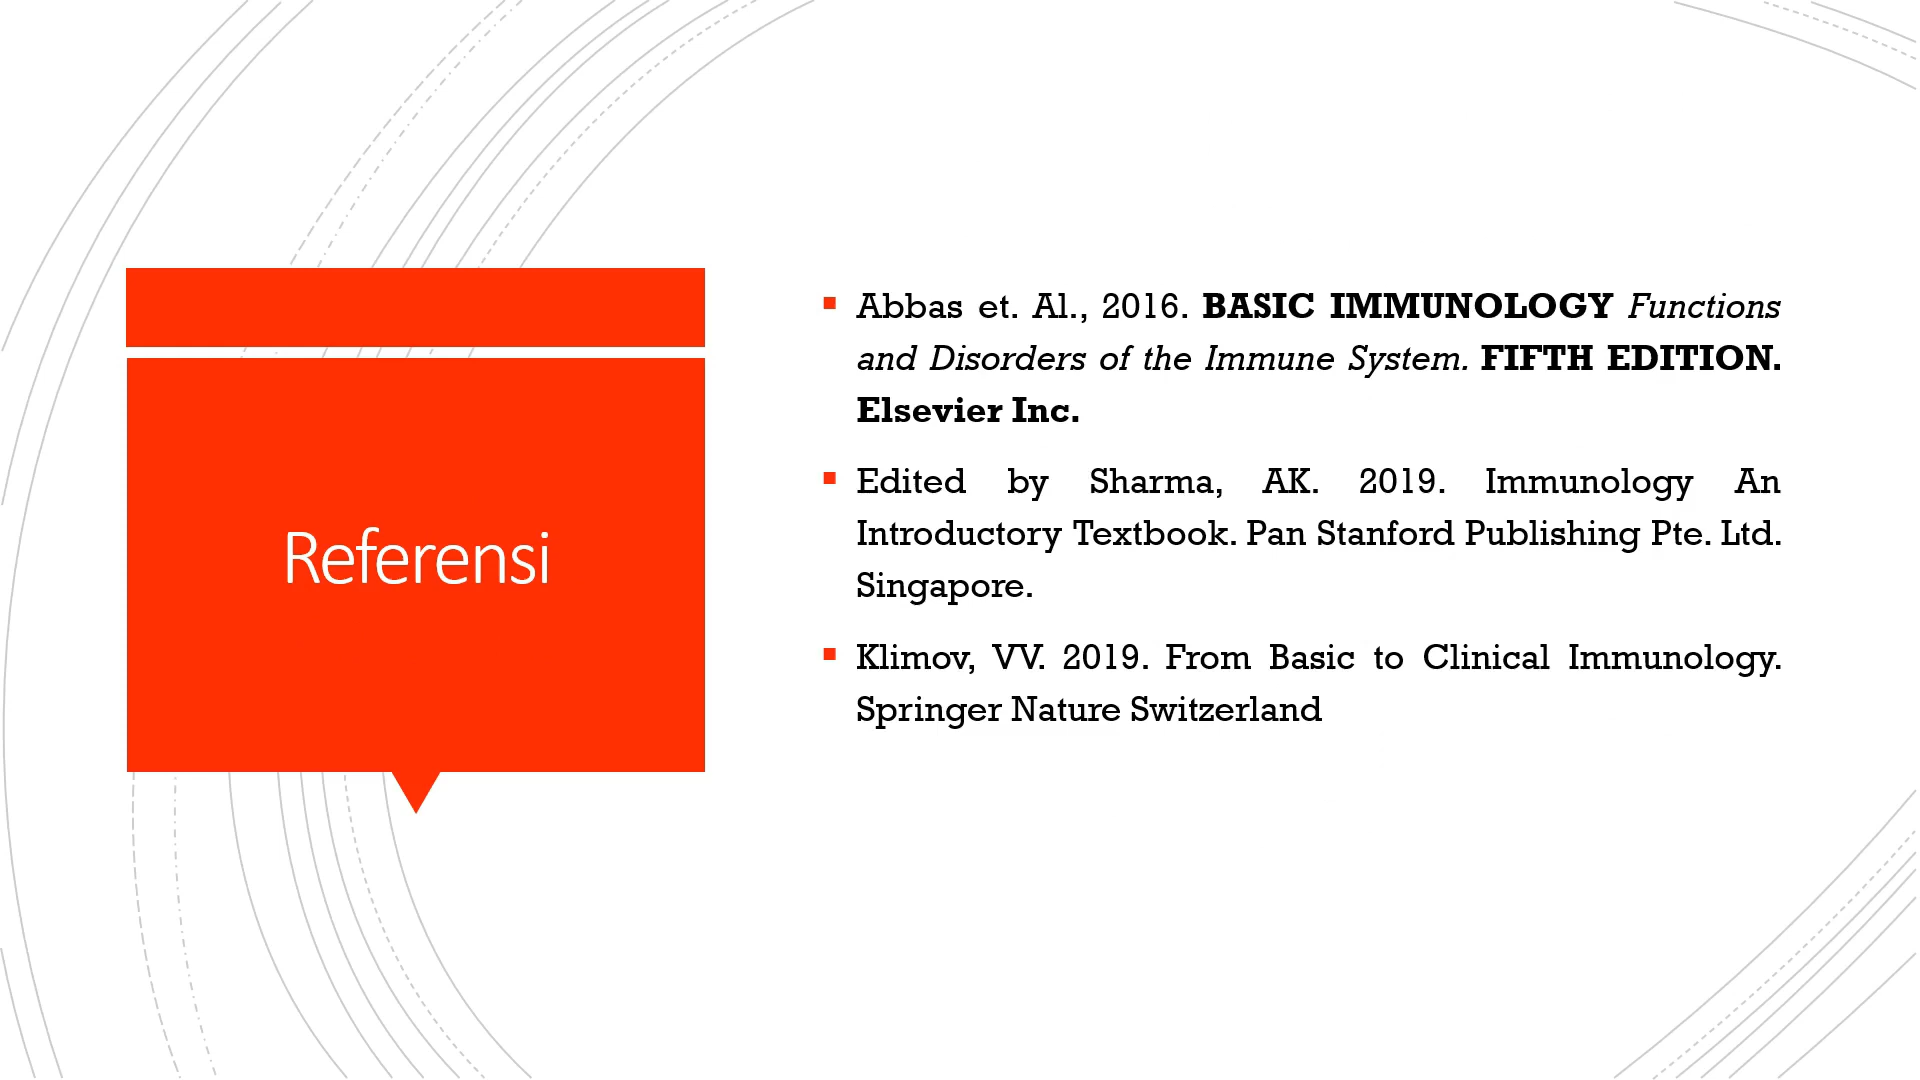 Referensi
Abbas et. Al., 2016. BASIC IMMUNOLOGY Functions
and Disorders of the Immune System. FIFTH EDITION.
Elsevier Inc.
Edited by Sharma, AK. 2019. Immunology An
Introductory Textbook. Pan Stanford Publishing Pte. Ltd.
Singapore.
Klimov, VV. 2019. From Basic to Clinical Immunology.
Springer Nature Switzerland